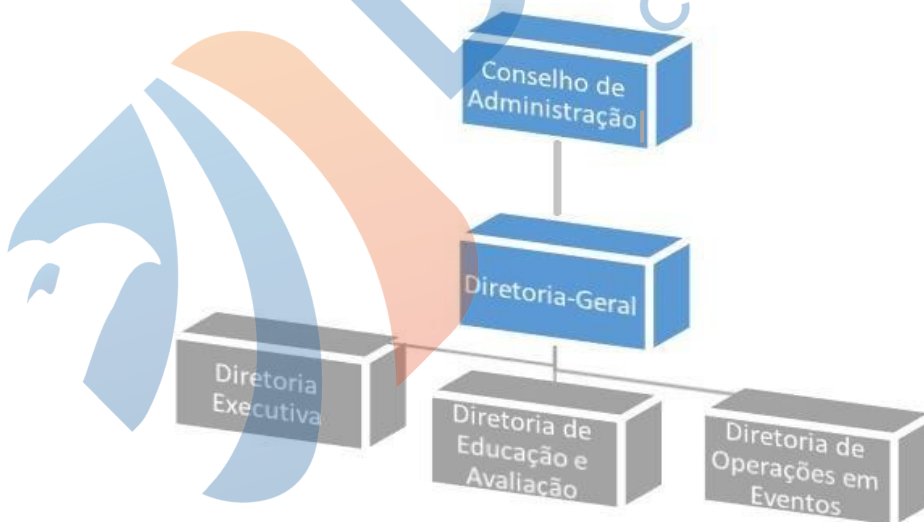 Conselho de
Administração
Diretoria-Geral
Diretoria
Executiva
Diretoria de
Educação e
Avaliação
Diretoria de
Operações em
Eventos